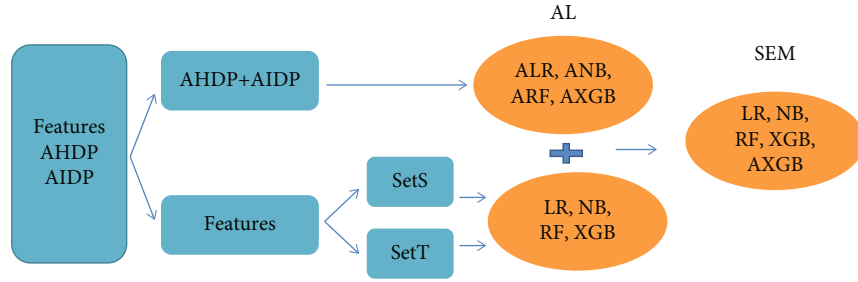 AL
SEM
Features
AHDP
AIDP
AHDP+AIDP
ALR, ANB,
ARF, AXGB
Features
SetS
SetT
LR, NB,
RF, XGB
LR, NB,
RF, XGB,
AXGB